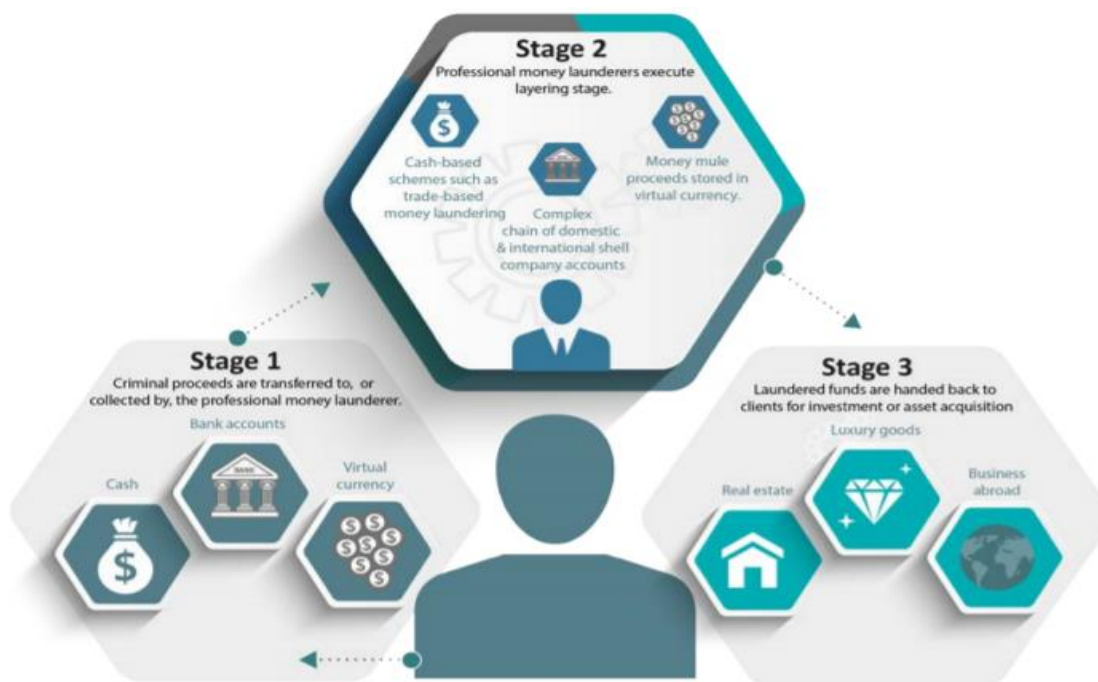 Stage 2
Professional money launderers execute
layering stage.
Cash-based
schemes such as
trade-based
money laundering
Complex
chain of domestic
& international shell
company accounts
Money mule
proceeds stored in
virtual currency.
Stage 1
Criminal proceeds are transferred to, or
collected by, the professional money launderer.
Bank accounts
Cash
Virtual
currency
BANK
Stage 3
Laundered funds are handed back to
clients for investment or asset acquisition
Luxury goods
Real estate
Business
abroad